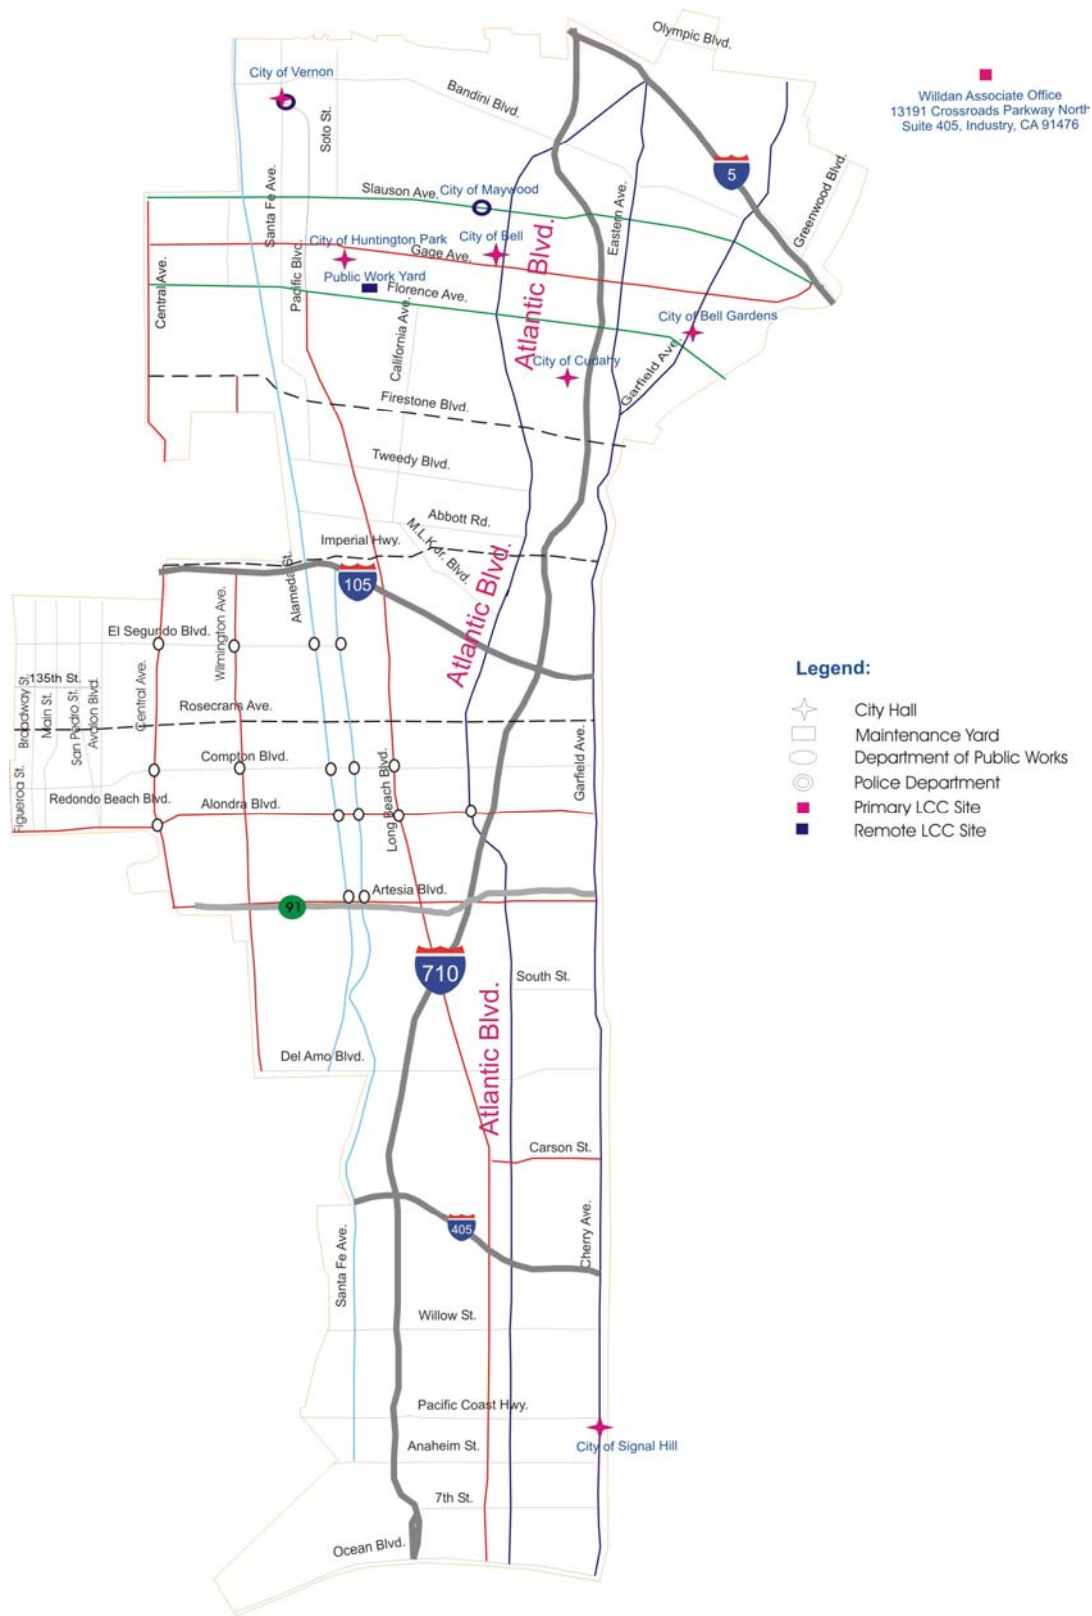 Olympic Blvd.
City of Vernon
Bandini Blvd.
Willdan Associate Office
13191 Crossroads Parkway North
Suite 405, Industry, CA 91476
Soto St.
5
Greenwood Blvd.
Slauson Ave.
City of Maywood
Santa Fe Ave.
Eastern Ave.
City of Huntington Park
City of Bell
Gage Ave.
Atlantic Blvd.
Public Work Yard
Florence Ave.
Central Ave.
Pacific Blvd.
California Ave.
City of Bell Gardens
Garfield Ave.
City of Cudahy
Firestone Blvd.
Tweedy Blvd.
Abbott Rd.
M.L.K.jr. Blvd.
Imperial Hwy.
Alameda St.
105
Atlantic Blvd.
Wilmington Ave.
El Segundo Blvd.
135th St.
Broadway St.
Main St.
San Pedro St.
Avalon Blvd.
Central Ave.
Rosecrans Ave.
Legend:
City Hall
Maintenance Yard
Department of Public Works
Police Department
Primary LCC Site
Remote LCC Site
Garfield Ave.
Compton Blvd.
Long Beach Blvd.
Figueroa St.
Redondo Beach Blvd.
Alondra Blvd.
Artesia Blvd.
91
710
South St.
Atlantic Blvd.
Del Amo Blvd.
Carson St.
405
Cherry Ave.
Santa Fe Ave.
Willow St.
Pacific Coast Hwy.
Anaheim St.
City of Signal Hill
7th St.
Ocean Blvd.